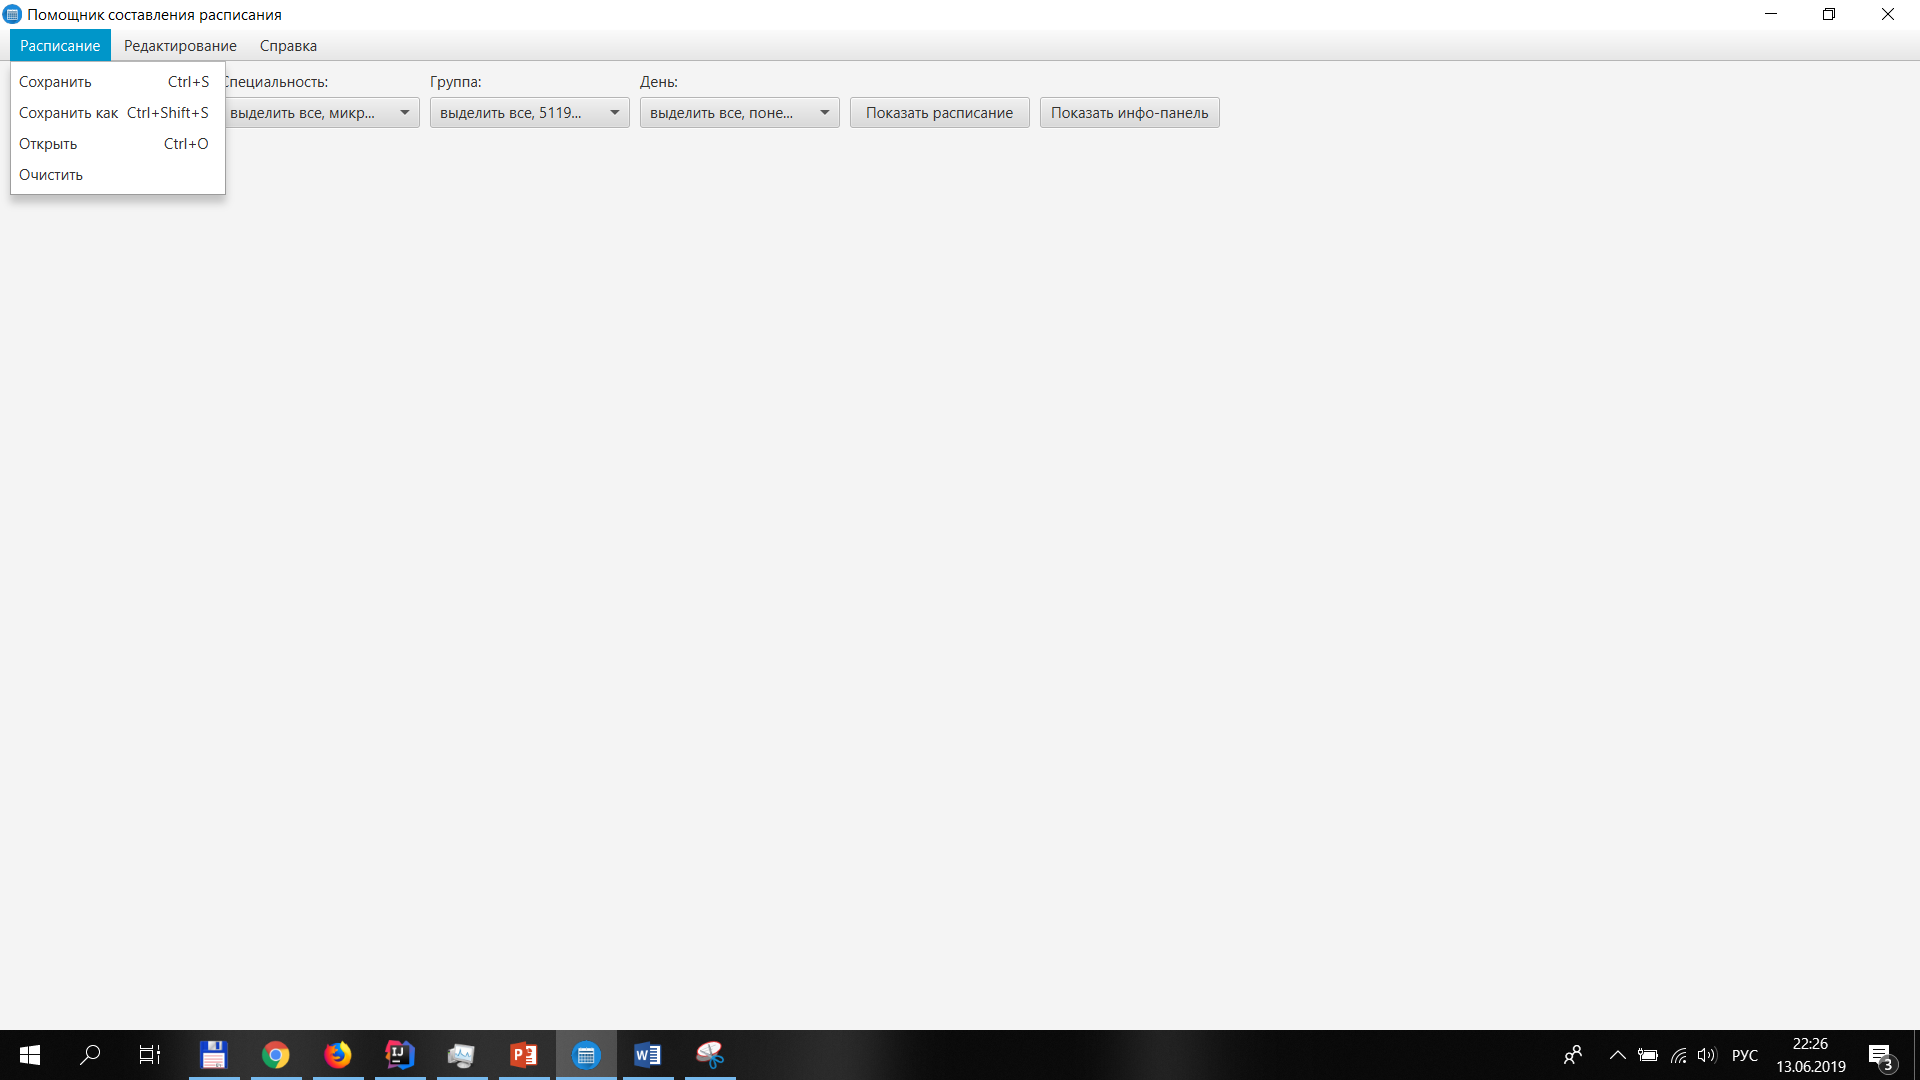 Помощник составления расписания
Расписание Редактирование Справка
Сохранить Ctrl+S
Сохранить как Ctrl+Shift+S
Открыть Ctrl+O
Очистить
Специальность: Группа: День:
выделить все, микр... выделить все, 5119... выделить все, поне... Показать расписание Показать инфо-панель
РУС
22:26
13.06.2019
3